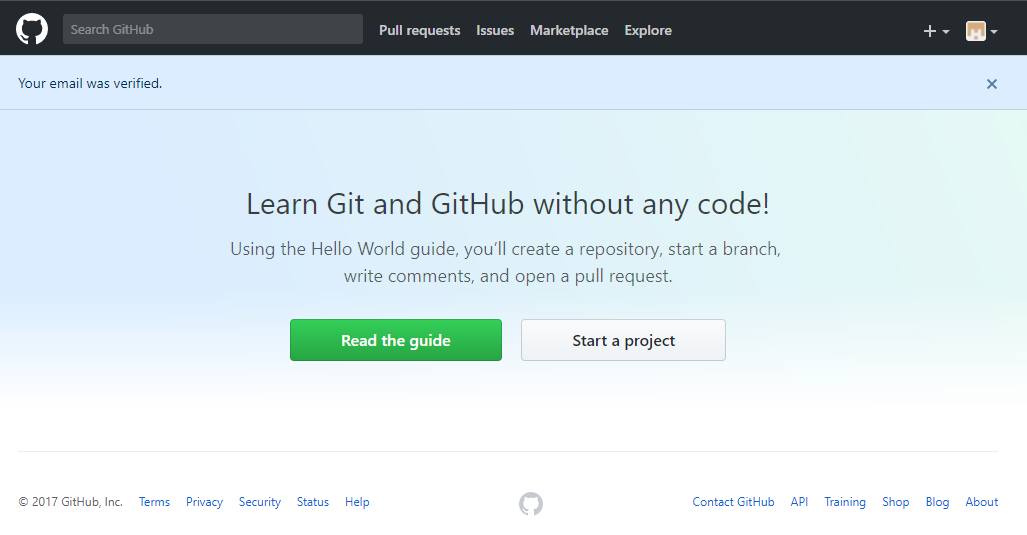 Search GitHub Pull requests Issues Marketplace Explore
Your email was verified.
Learn Git and GitHub without any code!
Using the Hello World guide, you’ll create a repository, start a branch,
write comments, and open a pull request.
Read the guide Start a project
© 2017 GitHub, Inc. Terms Privacy Security Status Help Contact GitHub API Training Shop Blog About